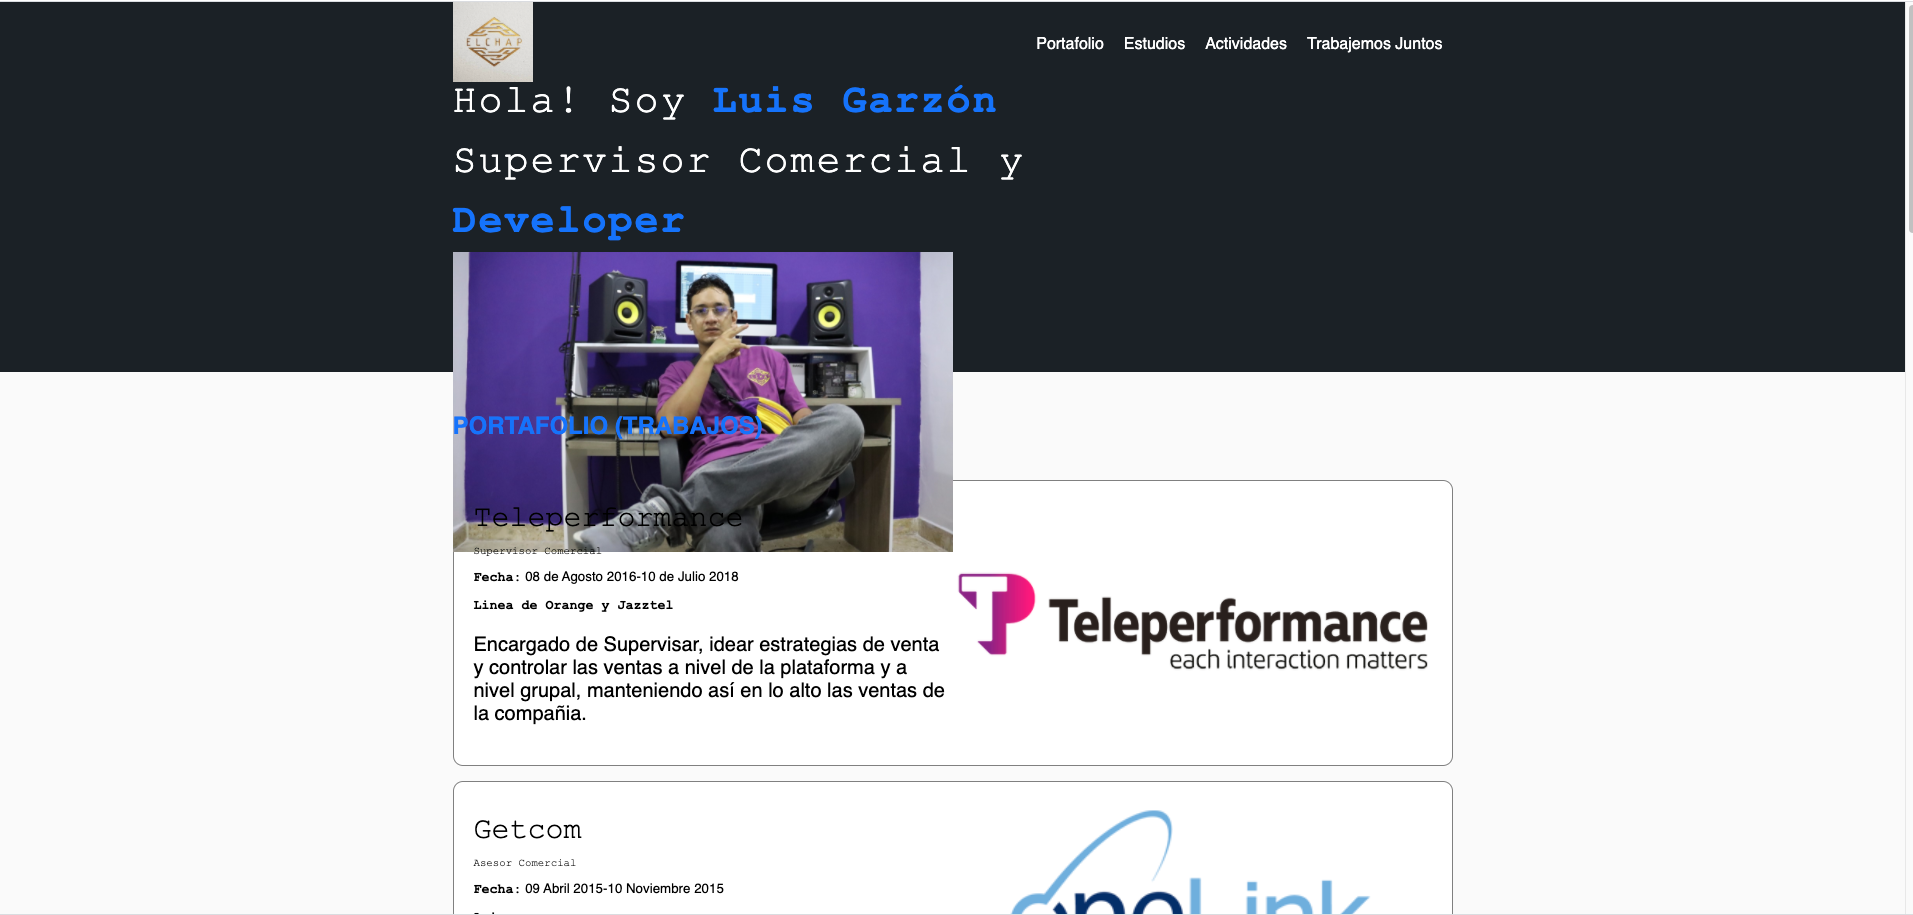 ELCHAP
Portafolio Estudios Actividades Trabajemos Juntos
Hola! Soy Luis Garzón
Supervisor Comercial y
Developer
PORTAFOLIO (TRABAJOS)
Teleperformance
Supervisor Comercial
Fecha: 08 de Agosto 2016-10 de Julio 2018
Linea de Orange y Jazztel
Encargado de Supervisar, idear estrategias de venta
y controlar las ventas a nivel de la plataforma y a
nivel grupal, manteniendo así en lo alto las ventas de
la compañia.
TP Teleperformance
each interaction matters
Getcom
Asesor Comercial
Fecha: 09 Abril 2015-10 Noviembre 2015